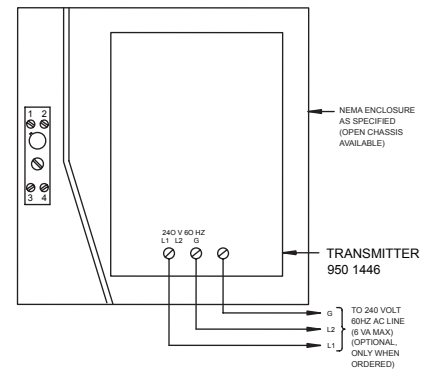 1 2
3 4
NEMA ENCLOSURE
AS SPECIFIED
(OPEN CHASSIS
AVAILABLE)
24O V 6O HZ
L1 L2 G
TRANSMITTER
950 1446
G
L2
L1
TO 240 VOLT
60HZ AC LINE
(6 VA MAX)
(OPTIONAL,
ONLY WHEN
ORDERED)